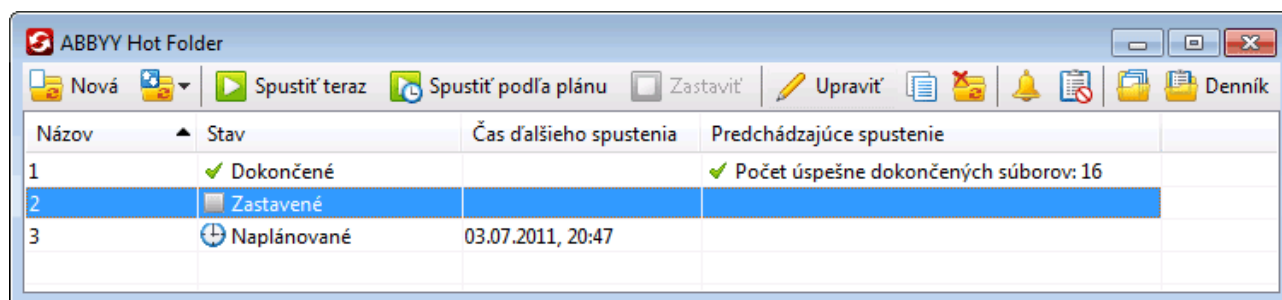 ABBYY Hot Folder
Nová Spustiť teraz Spustiť podľa plánu Zastaviť Upraviť Denník
Názov Stav Čas ďalšieho spustenia Predchádzajúce spustenie
1 Dokončené Počet úspešne dokončených súborov: 16
2 Zastavené
3 Naplánované 03.07.2011, 20:47